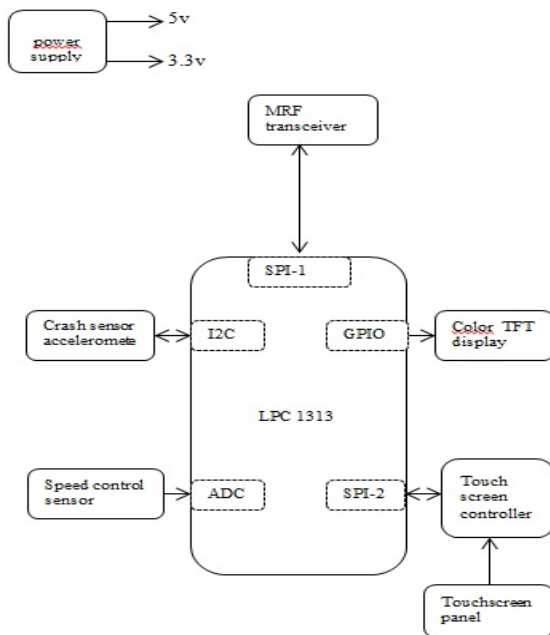 power
supply
5v
3.3v
MRF
transceiver
SPI-1
Crash sensor
acceleromete
I2C
GPIO
Color TFT
display
LPC 1313
Speed control
sensor
ADC
SPI-2
Touch
screen
controller
Touchscreen
panel